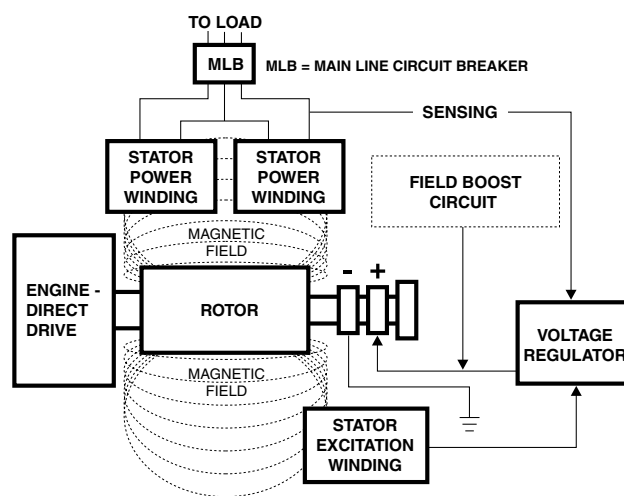 TO LOAD
MLB
MLB = MAIN LINE CIRCUIT BREAKER
SENSING
STATOR
POWER
WINDING
STATOR
POWER
WINDING
FIELD BOOST
CIRCUIT
MAGNETIC
FIELD
ENGINE -
DIRECT
DRIVE
ROTOR
- +
VOLTAGE
REGULATOR
MAGNETIC
FIELD
STATOR
EXCITATION
WINDING